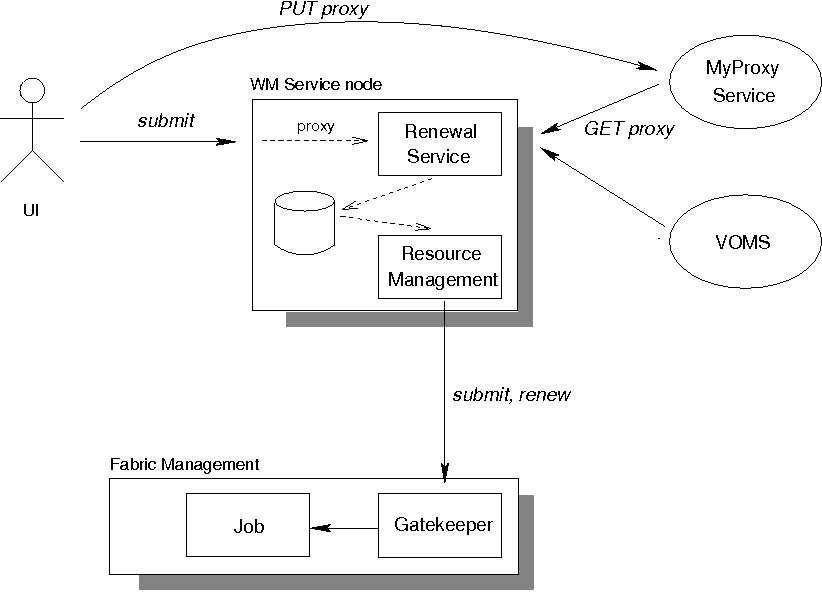 PUT proxy
WM Service node
MyProxy
Service
submit
proxy
Renewal
Service
GET proxy
UI
Resource
Management
VOMS
submit, renew
Fabric Management
Job
Gatekeeper